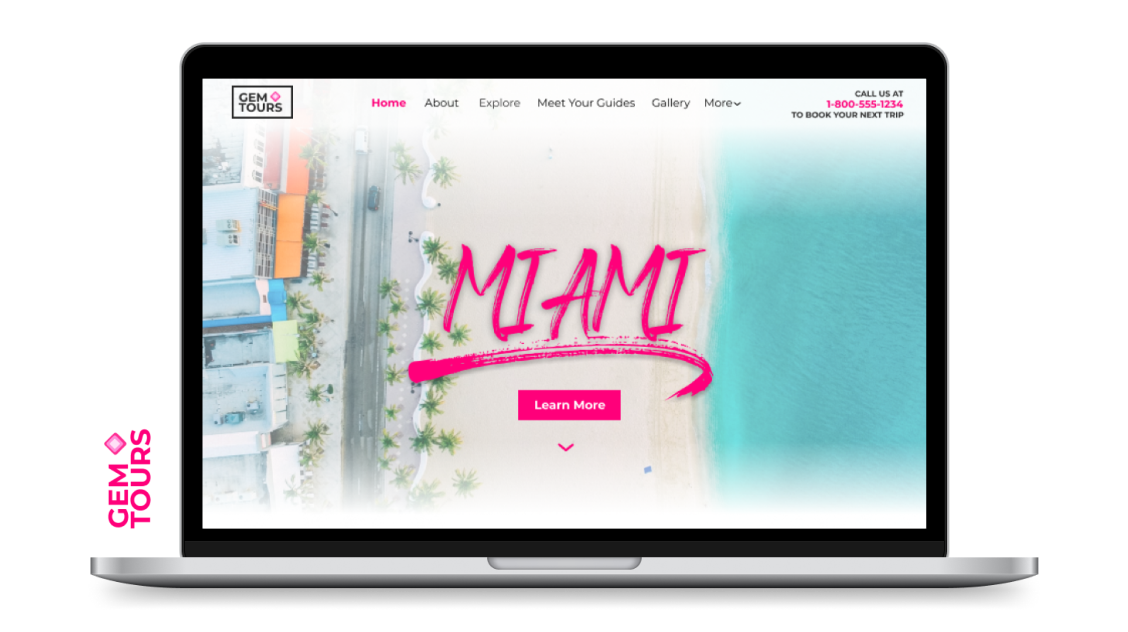 GEM
TOURS
Home About Explore Meet Your Guides Gallery More
CALL US AT
1-800-555-1234
TO BOOK YOUR NEXT TRIP
MIAMI
Learn More
GEM
TOURS